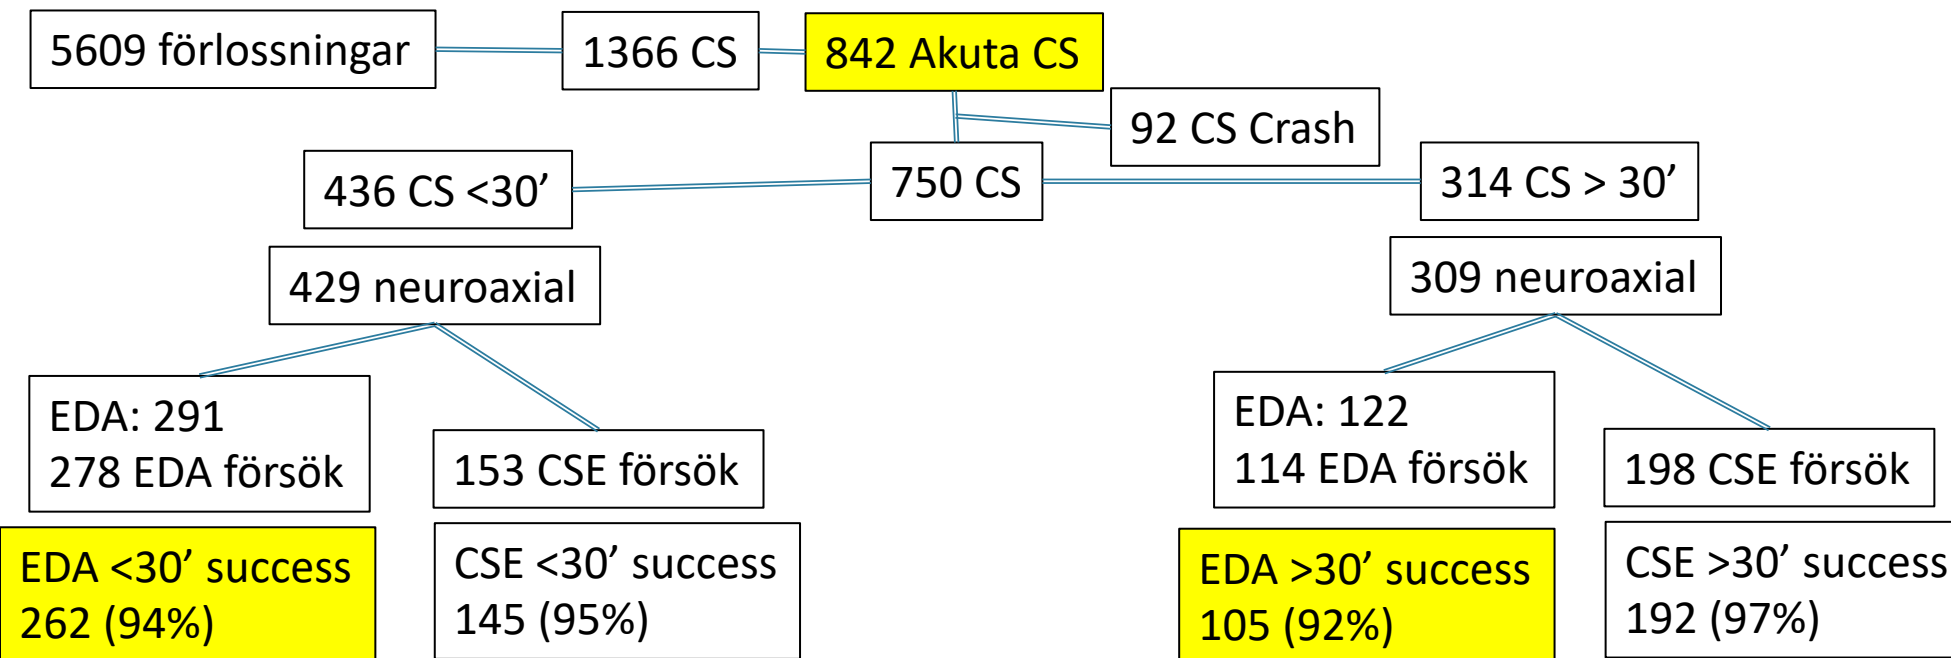 5609 förlossningar
1366 CS
842 Akuta CS
92 CS Crash
436 CS <30’
750 CS
314 CS > 30’
429 neuroaxial
309 neuroaxial
EDA: 291
278 EDA försök
153 CSE försök
EDA: 122
114 EDA försök
198 CSE försök
EDA <30’ success
262 (94%)
CSE <30’ success
145 (95%)
EDA >30’ success
105 (92%)
CSE >30’ success
192 (97%)